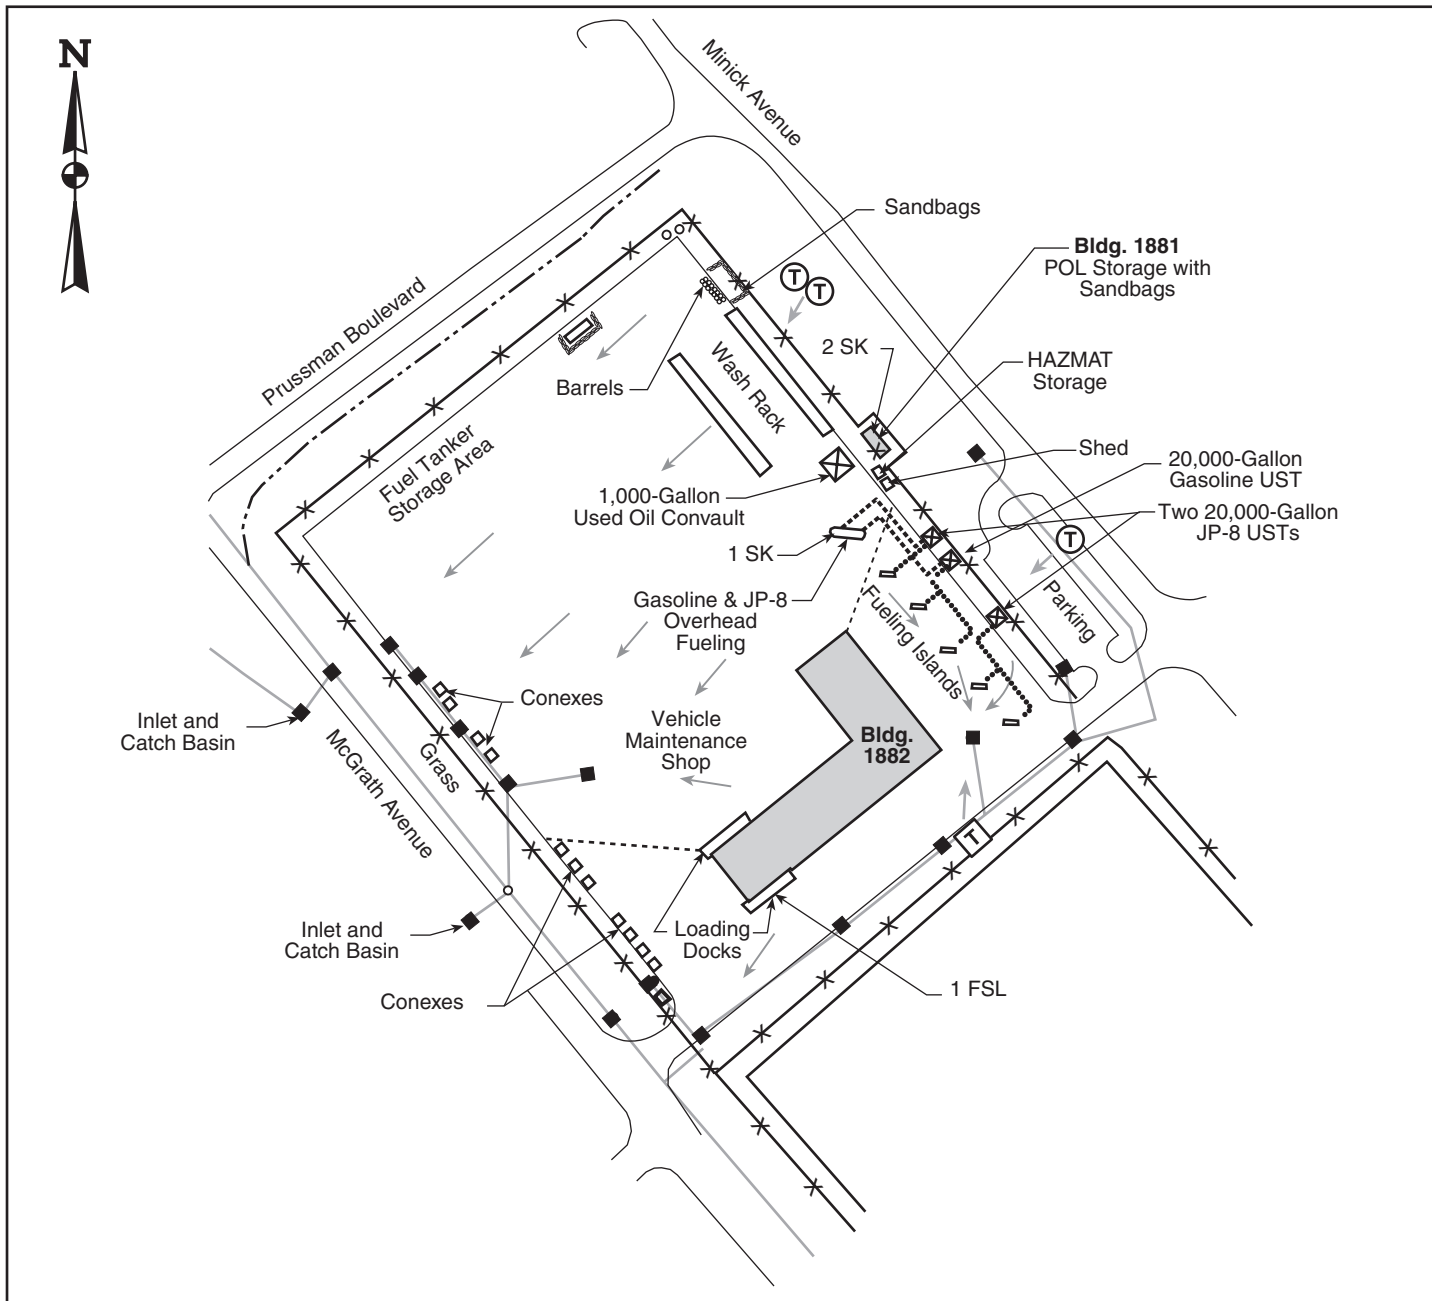 N
Minick Avenue
Sandbags
Bldg. 1881
POL Storage with
Sandbags
T
T
Prussman Boulevard
2 SK
HAZMAT
Storage
Barrels
Wash Rack
Shed
Fuel Tanker
Storage Area
20,000-Gallon
Gasoline UST
1,000-Gallon
Used Oil Convault
Two 20,000-Gallon
JP-8 USTs
T
1 SK
Gasoline & JP-8
Overhead
Fueling
Fueling Islands
Parking
Conexes
Inlet and
Catch Basin
Vehicle
Maintenance
Shop
Bldg.
1882
Grass
McGrath Avenue
T
Inlet and
Catch Basin
Loading
Docks
Conexes
1 FSL